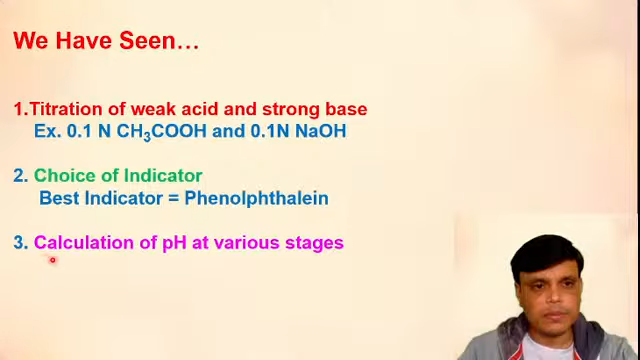 We Have Seen...
1.Titration of weak acid and strong base
Ex. 0.1 N CH₃COOH and 0.1N NaOH
2. Choice of Indicator
Best Indicator = Phenolphthalein
3. Calculation of pH at various stages